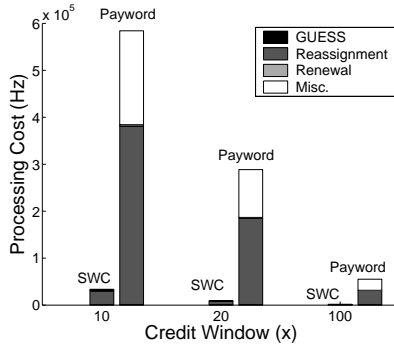 x 10^5
6
5
4
3
2
1
0
Processing Cost (Hz)
Payword
SWC
Payword
SWC
Payword
SWC
10
20
100
Credit Window (x)
GUESS
Reassignment
Renewal
Misc.